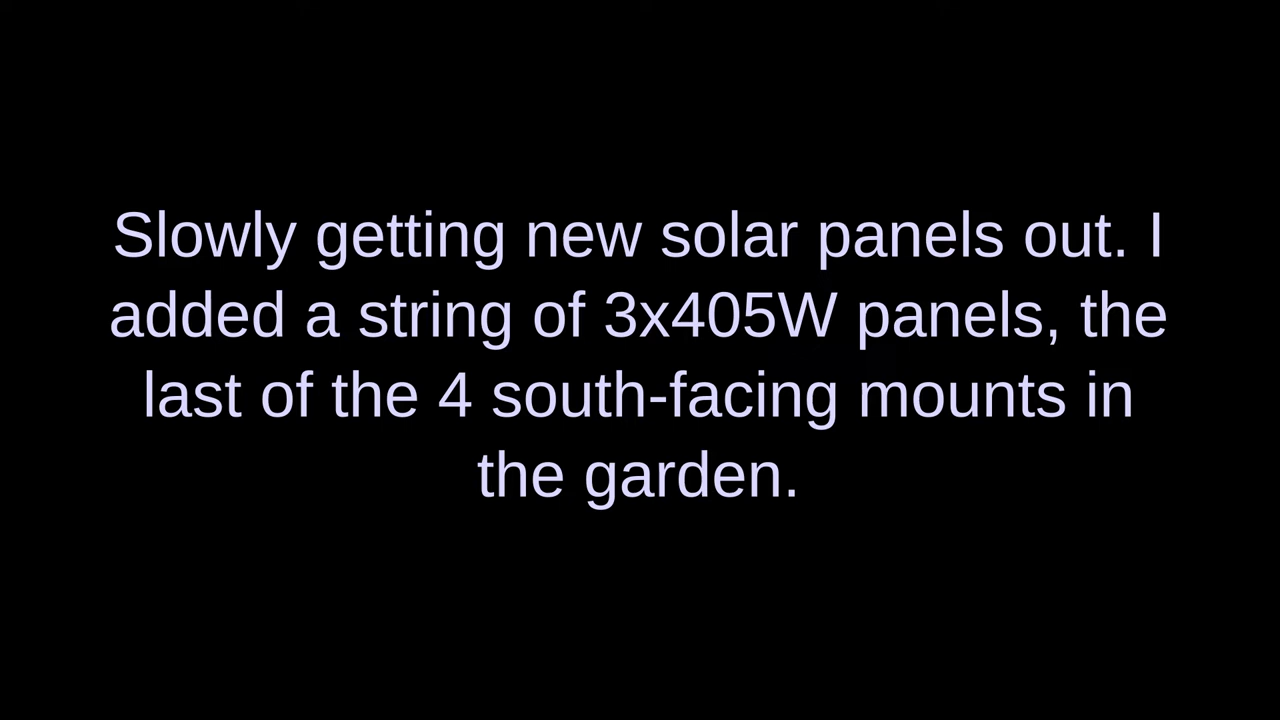 Slowly getting new solar panels out. I
added a string of 3x405W panels, the
last of the 4 south-facing mounts in
the garden.